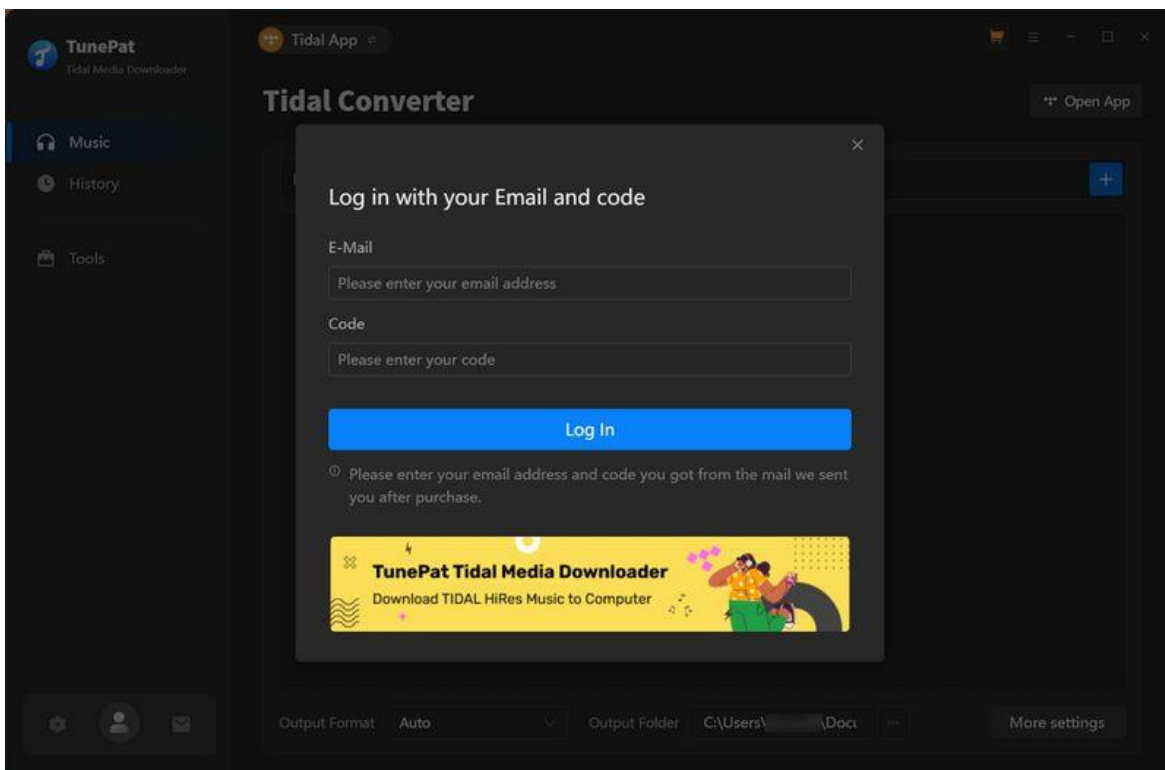 TunePat
Tidal Media Downloader
Music
History
Tools
Tidal App
Tidal Converter
Open App
Log in with your Email and code
E-Mail
Please enter your email address
Code
Please enter your code
Log In
Please enter your email address and code you got from the mail we sent
you after purchase.
TunePat Tidal Media Downloader
Download TIDAL HiRes Music to Computer
Output Format Auto Output Folder C:\Users\ \Docu
More settings